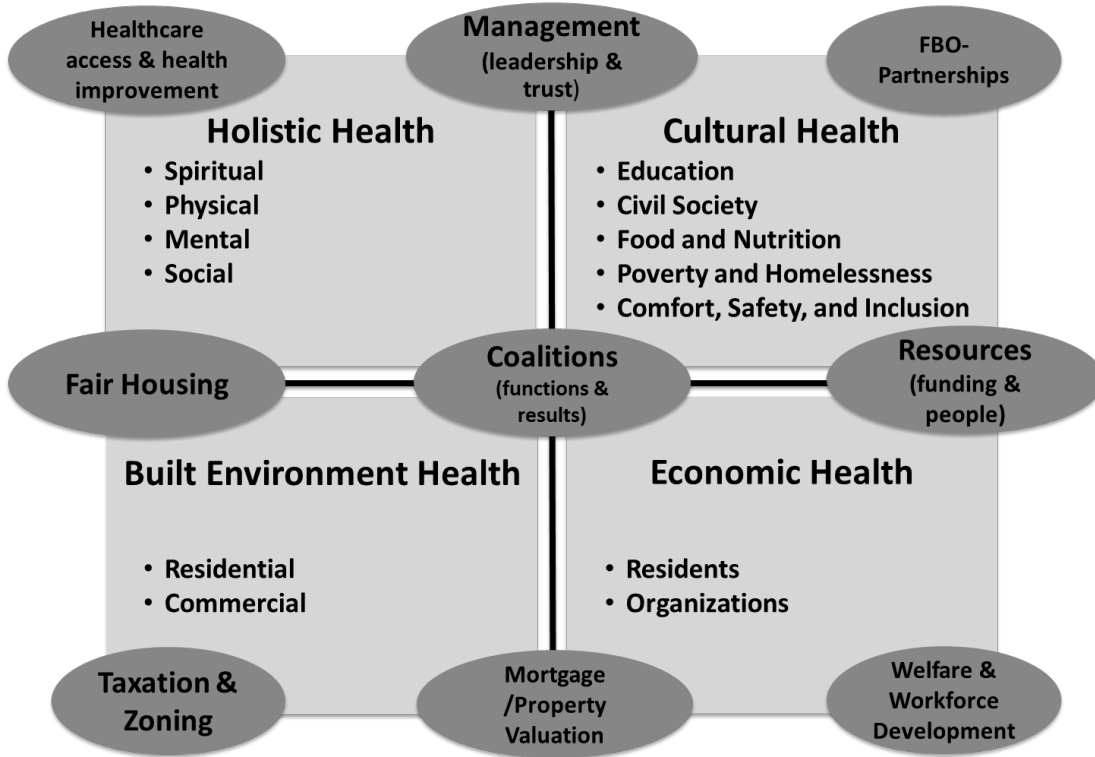 Healthcare
access & health
improvement
Management
(leadership &
trust)
FBO-
Partnerships
Holistic Health
• Spiritual
• Physical
• Mental
• Social
Cultural Health
• Education
• Civil Society
• Food and Nutrition
• Poverty and Homelessness
• Comfort, Safety, and Inclusion
Fair Housing
Coalitions
(functions &
results)
Resources
(funding &
people)
Built Environment Health
• Residential
• Commercial
Economic Health
• Residents
• Organizations
Taxation &
Zoning
Mortgage
/Property
Valuation
Welfare &
Workforce
Development